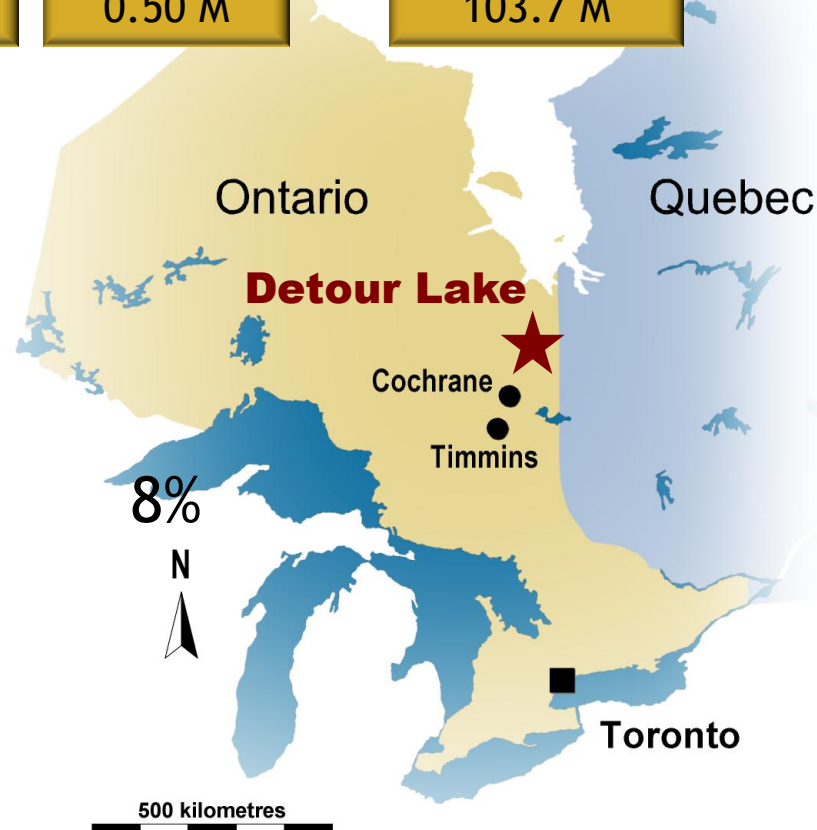 0.50 M
103.7 M
Ontario
Quebec
Detour Lake
Cochrane
Timmins
8%
N
Toronto
500 kilometres